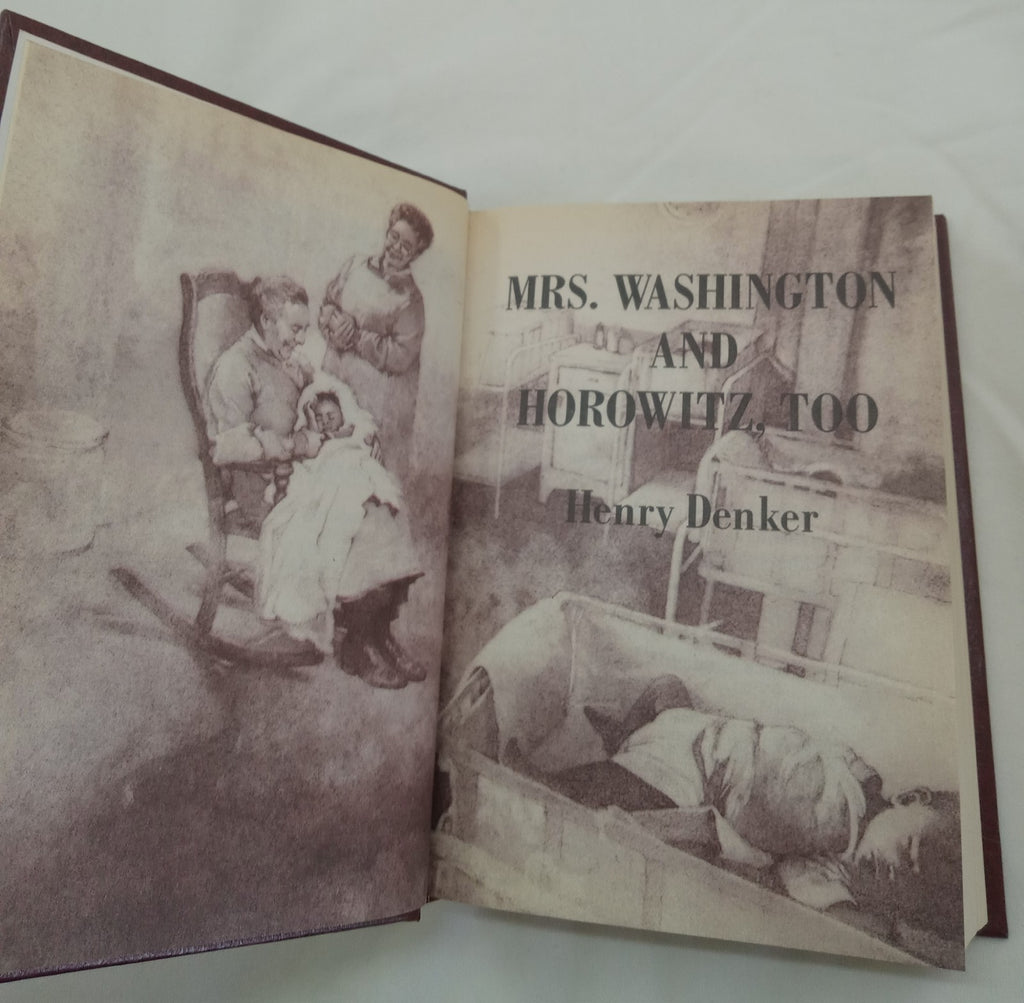 MRS. WASHINGTON
AND
HOROWITZ, TOO
Henry Denker